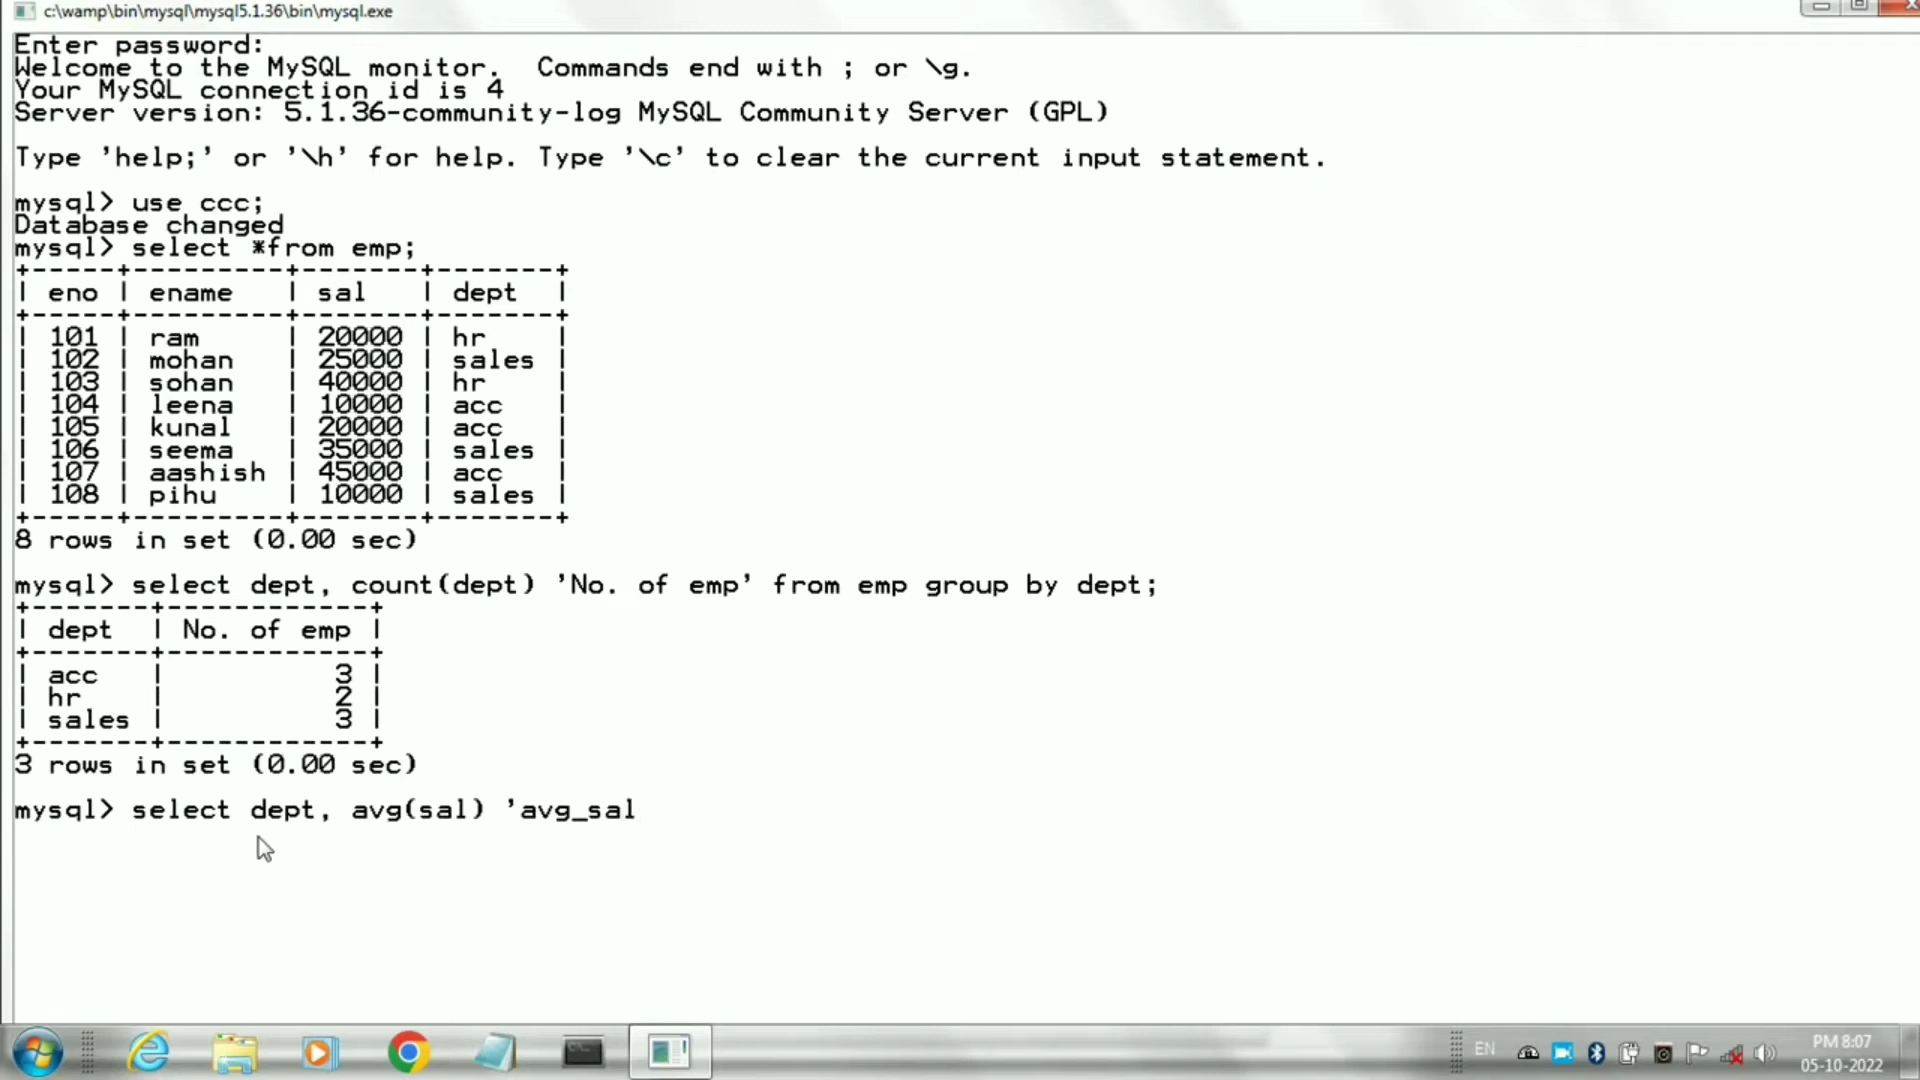 c:\wamp\bin\mysql\mysql5.1.36\bin\mysql.exe
Enter password:
Welcome to the MySQL monitor.  Commands end with ; or \g.
Your MySQL connection id is 4
Server version: 5.1.36-community-log MySQL Community Server (GPL)
Type 'help;' or '\h' for help. Type '\c' to clear the current input statement.
mysql> use ccc;
Database changed
mysql> select *from emp;
+-----+---------+-------+-------+
| eno | ename   | sal   | dept  |
+-----+---------+-------+-------+
| 101 | ram     | 20000 | hr    |
| 102 | mohan   | 25000 | sales |
| 103 | sohan   | 40000 | hr    |
| 104 | leena   | 10000 | acc   |
| 105 | kunal   | 20000 | acc   |
| 106 | seema   | 35000 | sales |
| 107 | aashish | 45000 | acc   |
| 108 | pihu    | 10000 | sales |
+-----+---------+-------+-------+
8 rows in set (0.00 sec)
mysql> select dept, count(dept) 'No. of emp' from emp group by dept;
+-------+------------+
| dept  | No. of emp |
+-------+------------+
| acc   |          3 |
| hr    |          2 |
| sales |          3 |
+-------+------------+
3 rows in set (0.00 sec)
mysql> select dept, avg(sal) 'avg_sal
EN
PM 8:07
05-10-2022